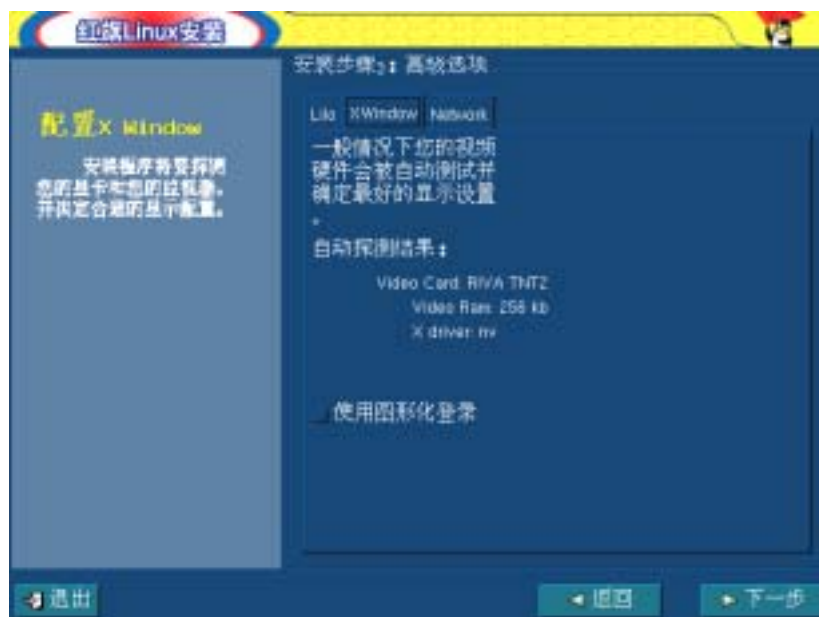 红旗Linux安装
安装步骤2：高级选项
配置X Window
安装程序将要探测
您的显卡和您的监视器。
并拟定合适的显示配置。
Lilo XWindow Network
一般情况下您的视频
硬件会被自动测试并
确定最好的显示设置
。
自动探测结果：
Video Card: RIVA TNT2
Video Ram: 256 kb
X driver: nv
使用图形化登录
退出
返回
下一步